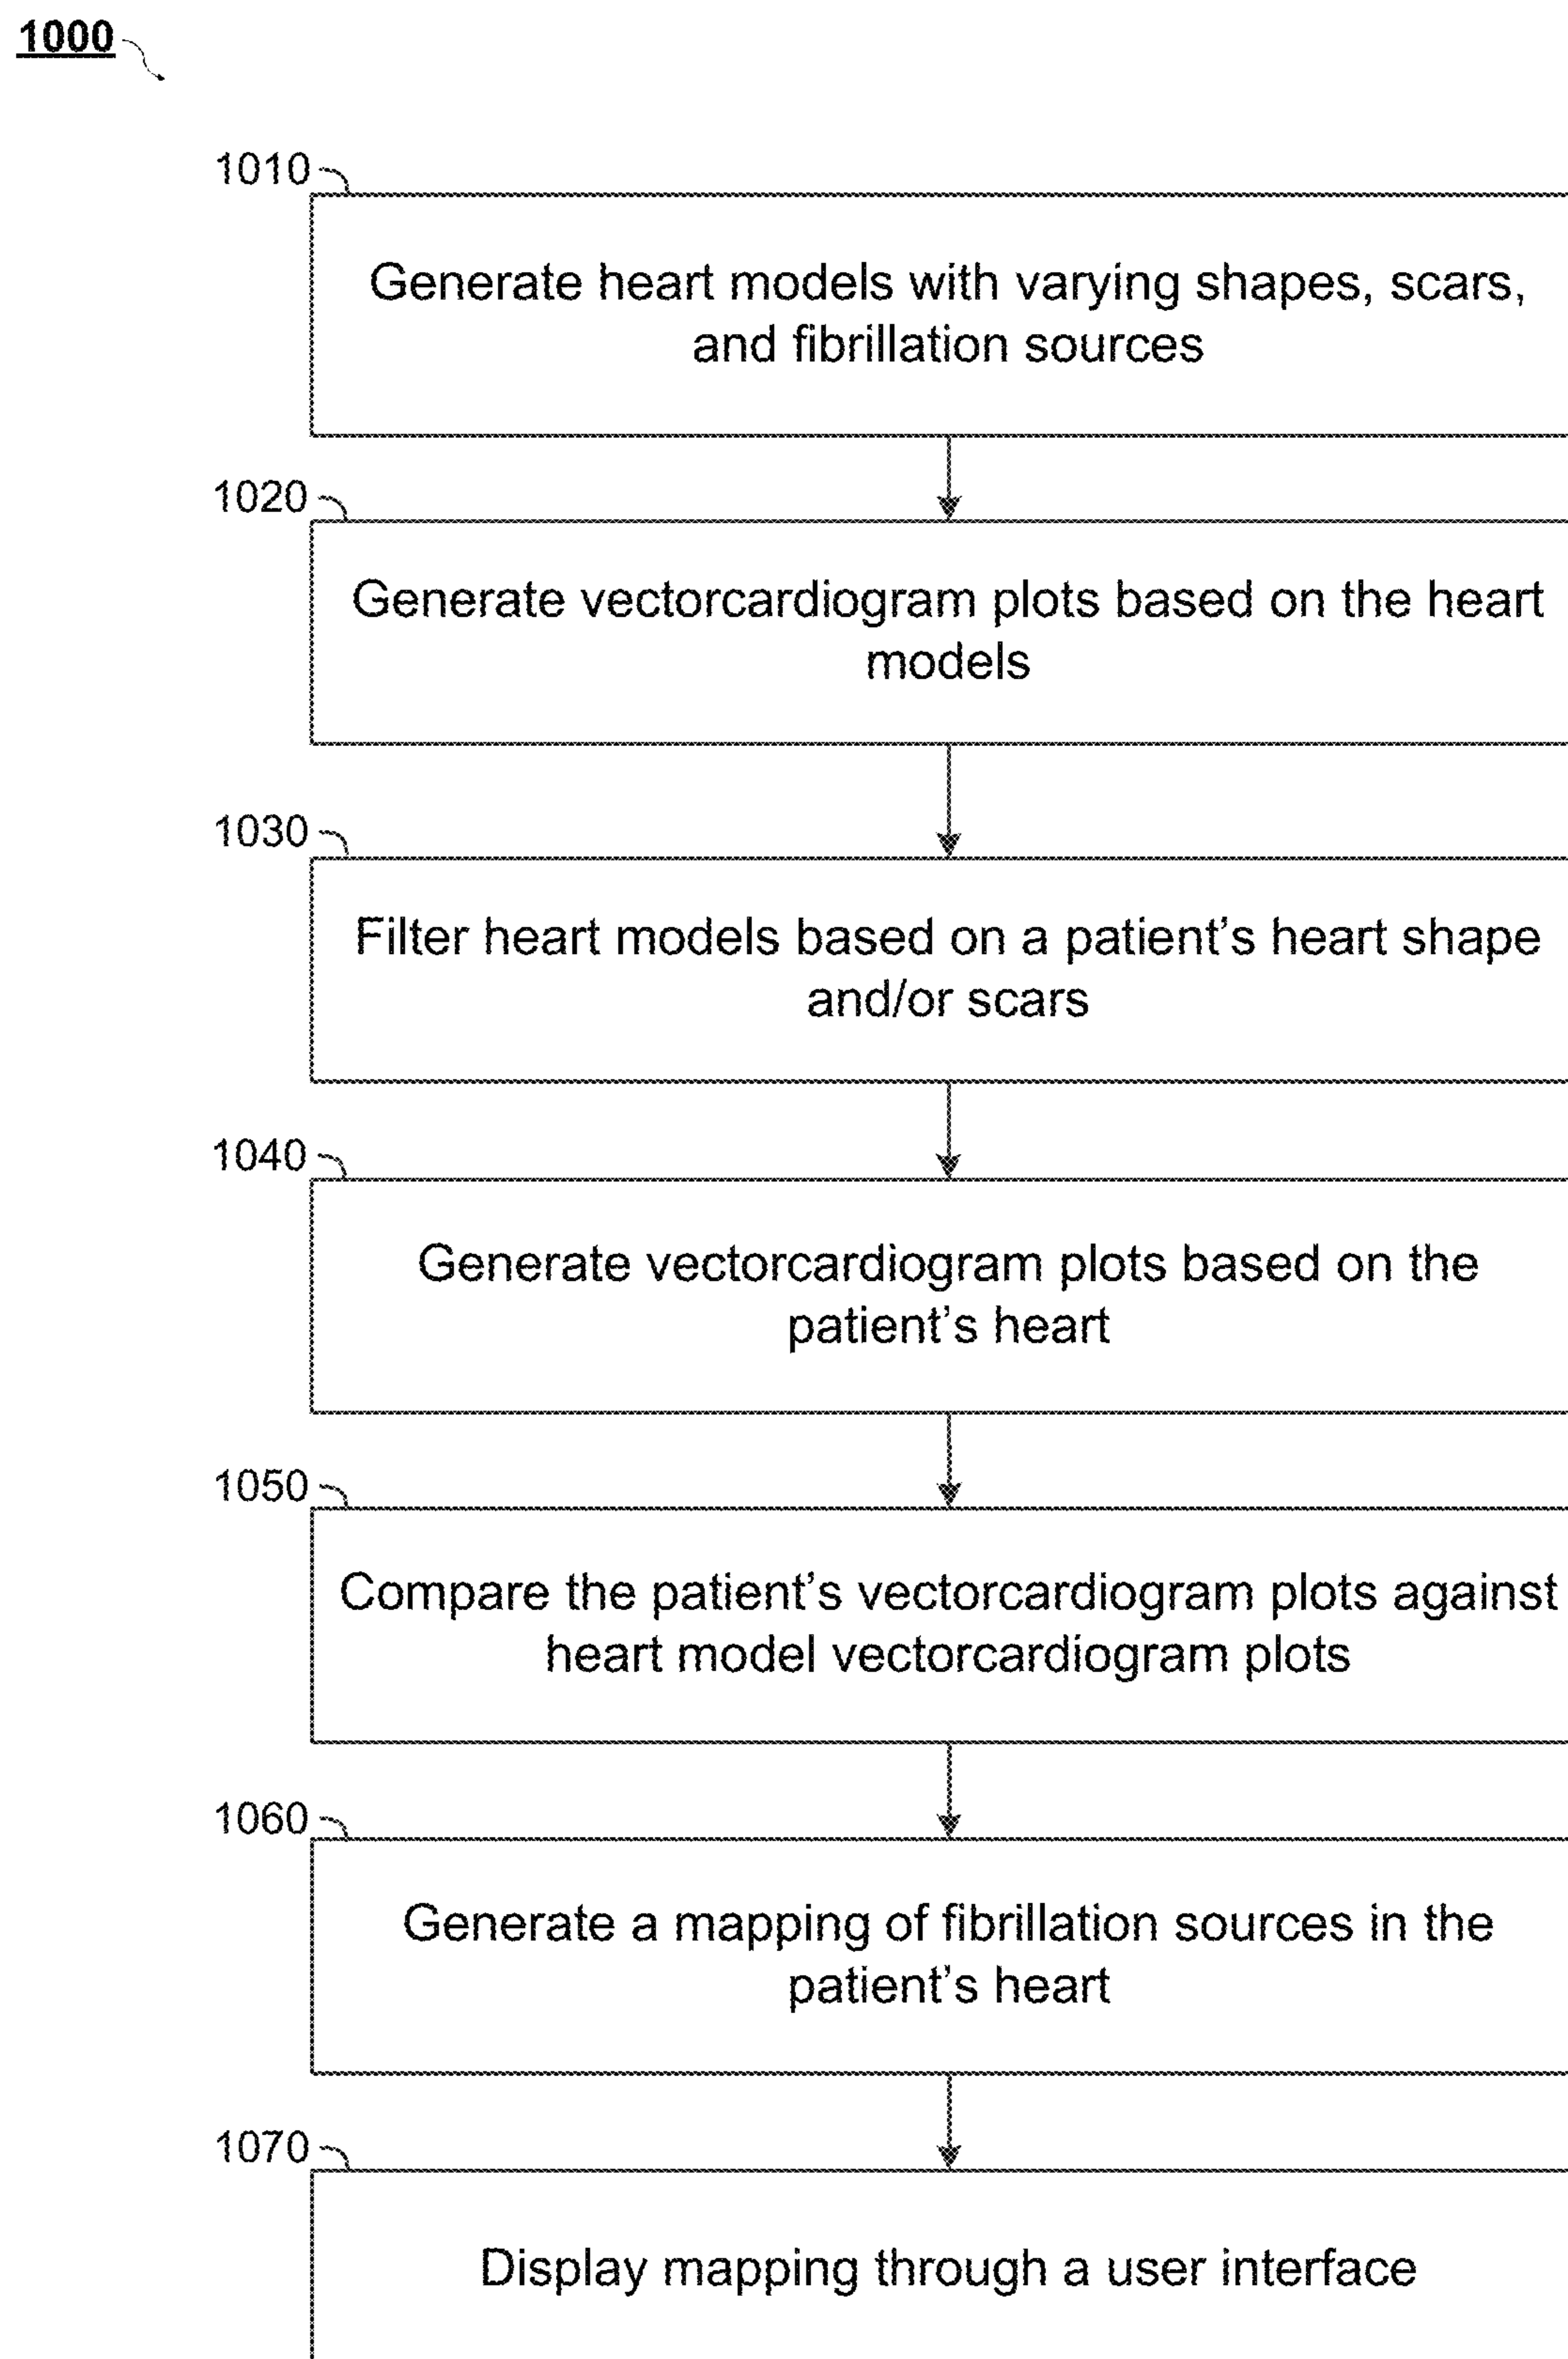 1000
1010
Generate heart models with varying shapes, scars,
and fibrillation sources
1020
Generate vectorcardiogram plots based on the heart
models
1030
Filter heart models based on a patient's heart shape
and/or scars
1040
Generate vectorcardiogram plots based on the
patient's heart
1050
Compare the patient's vectorcardiogram plots against
heart model vectorcardiogram plots
1060
Generate a mapping of fibrillation sources in the
patient's heart
1070
Display mapping through a user interface